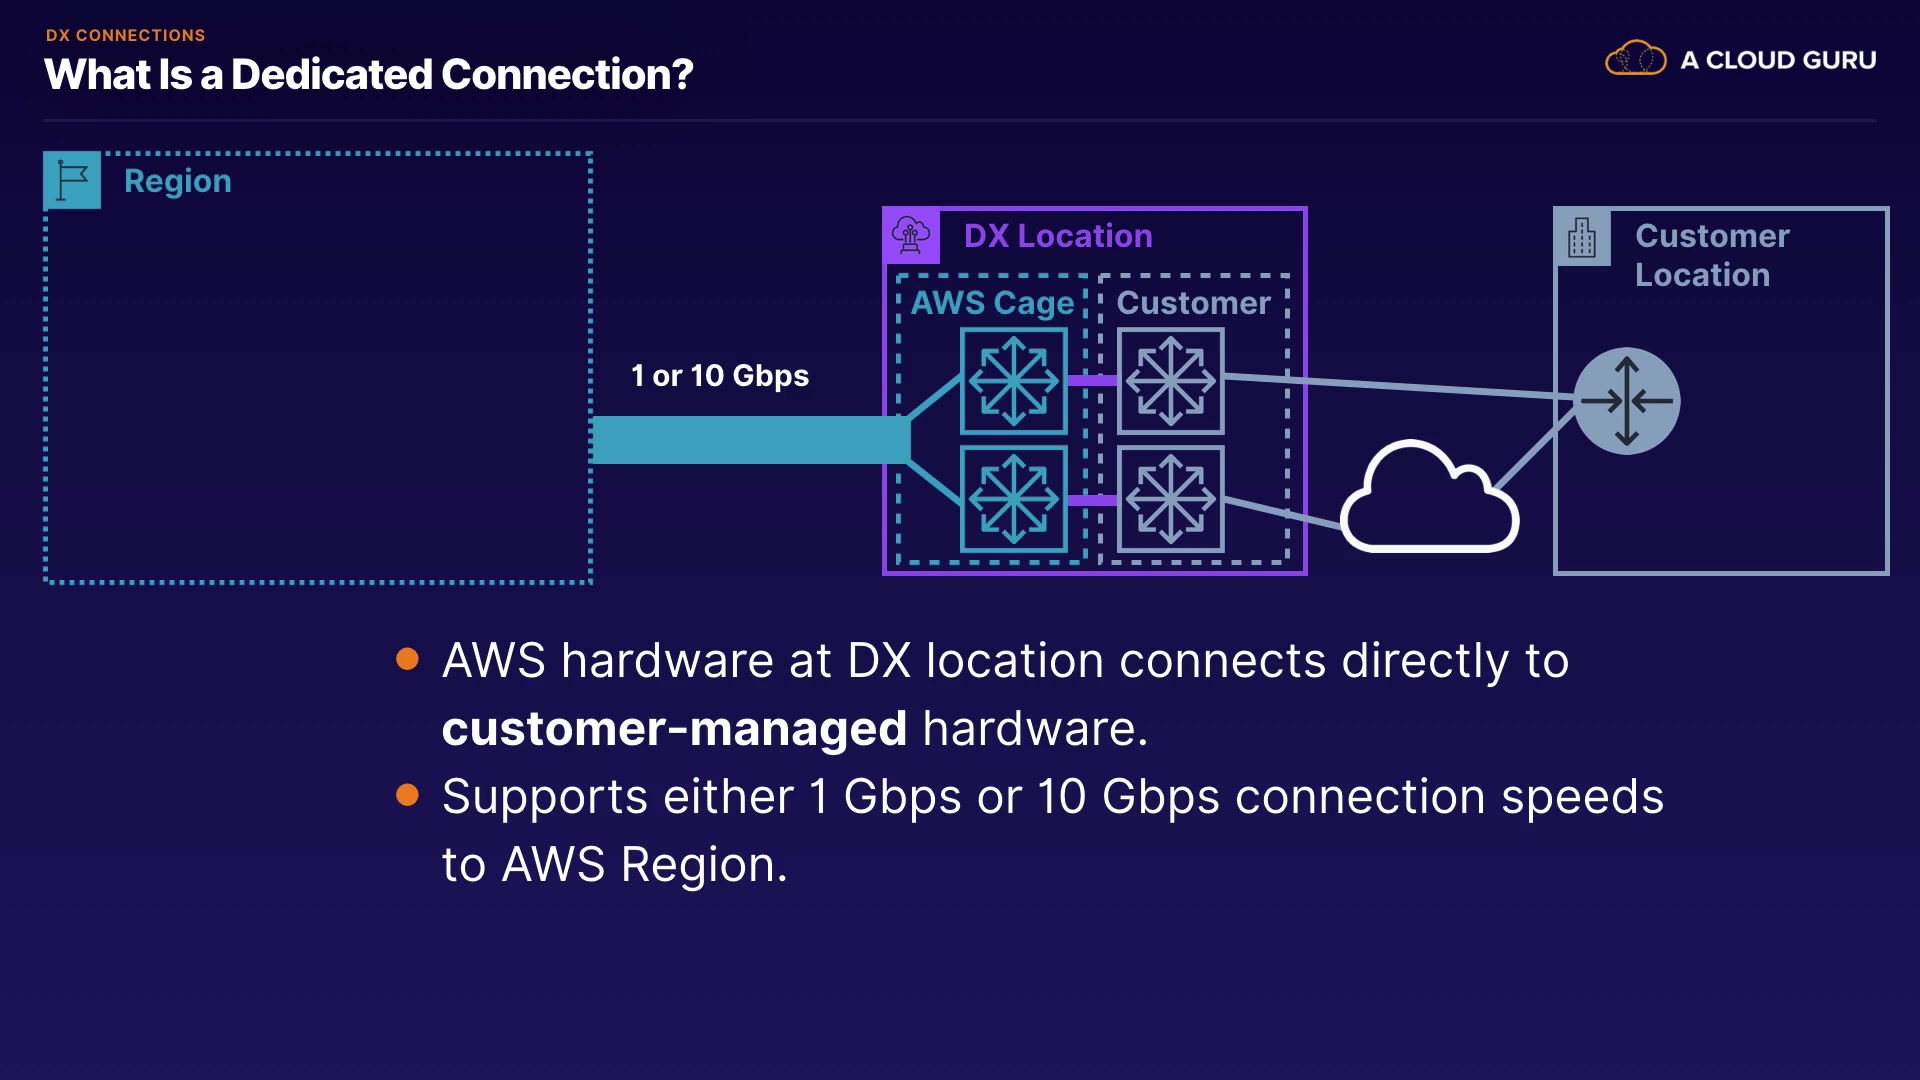 DX CONNECTIONS
What Is a Dedicated Connection?
A CLOUD GURU
Region
DX Location
Customer
Location
AWS Cage
Customer
1 or 10 Gbps
AWS hardware at DX location connects directly to
customer-managed hardware.
Supports either 1 Gbps or 10 Gbps connection speeds
to AWS Region.